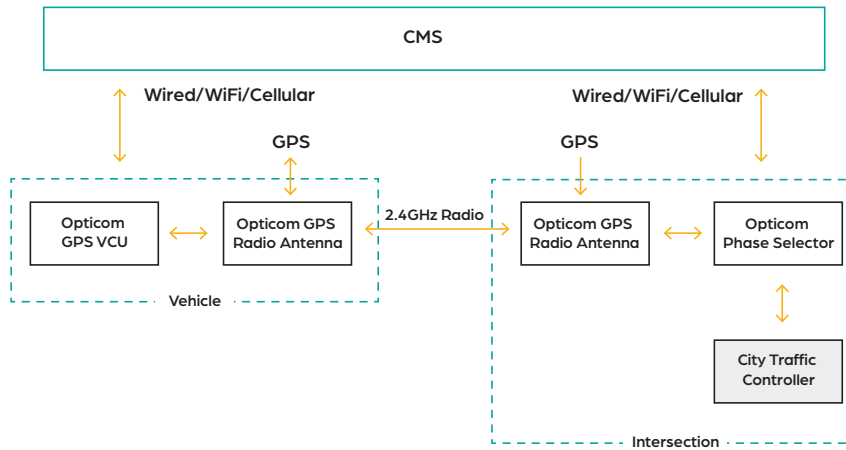 CMS
Wired/WiFi/Cellular
Wired/WiFi/Cellular
GPS
GPS
Opticom
GPS VCU
Opticom GPS
Radio Antenna
2.4GHz Radio
Opticom GPS
Radio Antenna
Opticom
Phase Selector
Vehicle
City Traffic
Controller
Intersection